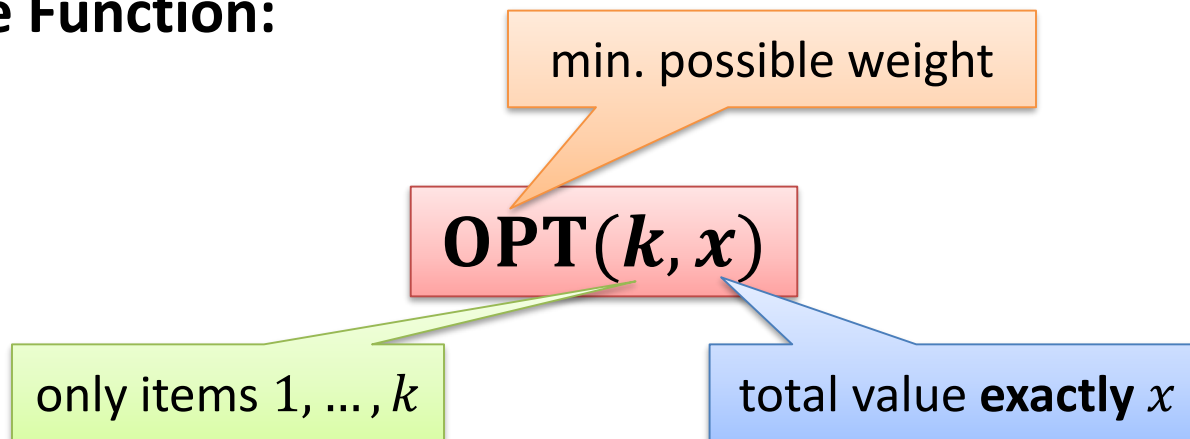 e Function:
min. possible weight
OPT(k, x)
only items 1, … , k
total value exactly x